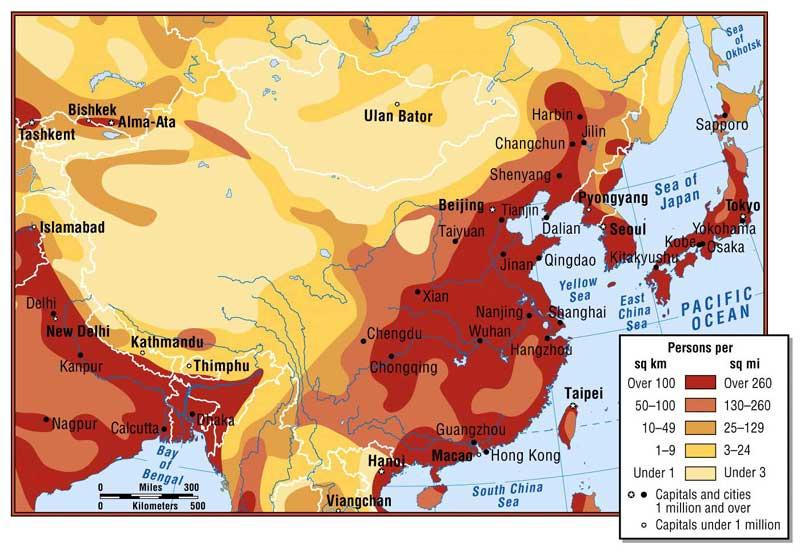 Sea
of
Okhotsk
Bishkek
Alma-Ata
Tashkent
Ulan Bator
Harbin
Jilin
Changchun
Sapporo
Shenyang
Sea of
Japan
Beijing
Tianjin
Pyongyang
Tokyo
Islamabad
Taiyuan
Dalian
Seoul
Yokohama
Kobe
Osaka
Jinan
Qingdao
Kitakyushu
Yellow
Sea
East
China
Sea
PACIFIC
OCEAN
Delhi
New Delhi
Xian
Nanjing
Shanghai
Kathmandu
Chengdu
Wuhan
Hangzhou
Kanpur
Thimphu
Chongqing
Taipei
Nagpur
Calcutta
Dhaka
Guangzhou
Macao
Hong Kong
Bay
of
Bengal
Hanoi
South China
Sea
Viangchan
0 Miles 300
0 Kilometers 500
Persons per
sq km sq mi
Over 100 Over 260
50–100 130–260
10–49 25–129
1–9 3–24
Under 1 Under 3
Capitals and cities
1 million and over
Capitals under 1 million